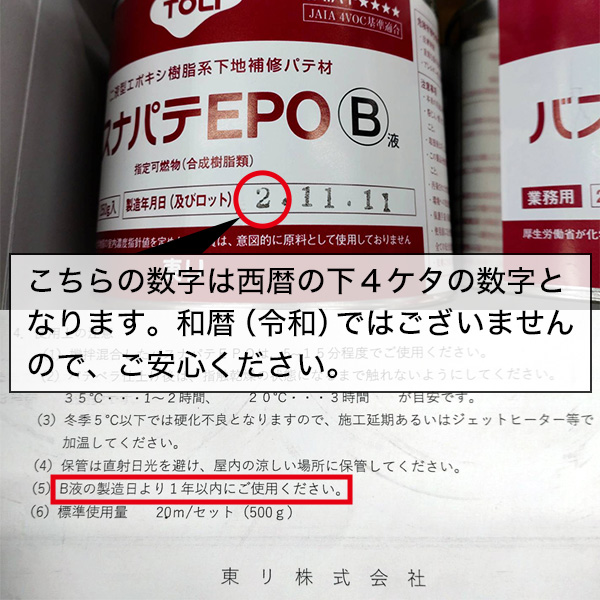 TOLI
JAIA 4VOC基準適合
二液型エポキシ樹脂系下地補修パテ材
バスナパテEPO B液
指定可燃物(合成樹脂類)
製造年月日(及びロット) 2.11.11
は、意図的に原料として使用しておりません
バス
業務用
厚生労働省が化
こちらの数字は西暦の下4ケタの数字と
なります。和暦(令和)ではございません
ので、ご安心ください。
35℃・・・1〜2時間、 20℃・・・3時間 が目安です。
(3) 冬季5℃以下では硬化不良となりますので、施工延期あるいはジェットヒーター等で
加温してください。
(4) 保管は直射日光を避け、屋内の涼しい場所に保管してください。
(5) B液の製造日より1年以内にご使用ください。
(6) 標準使用量 20m/セット(500g)
東リ株式会社